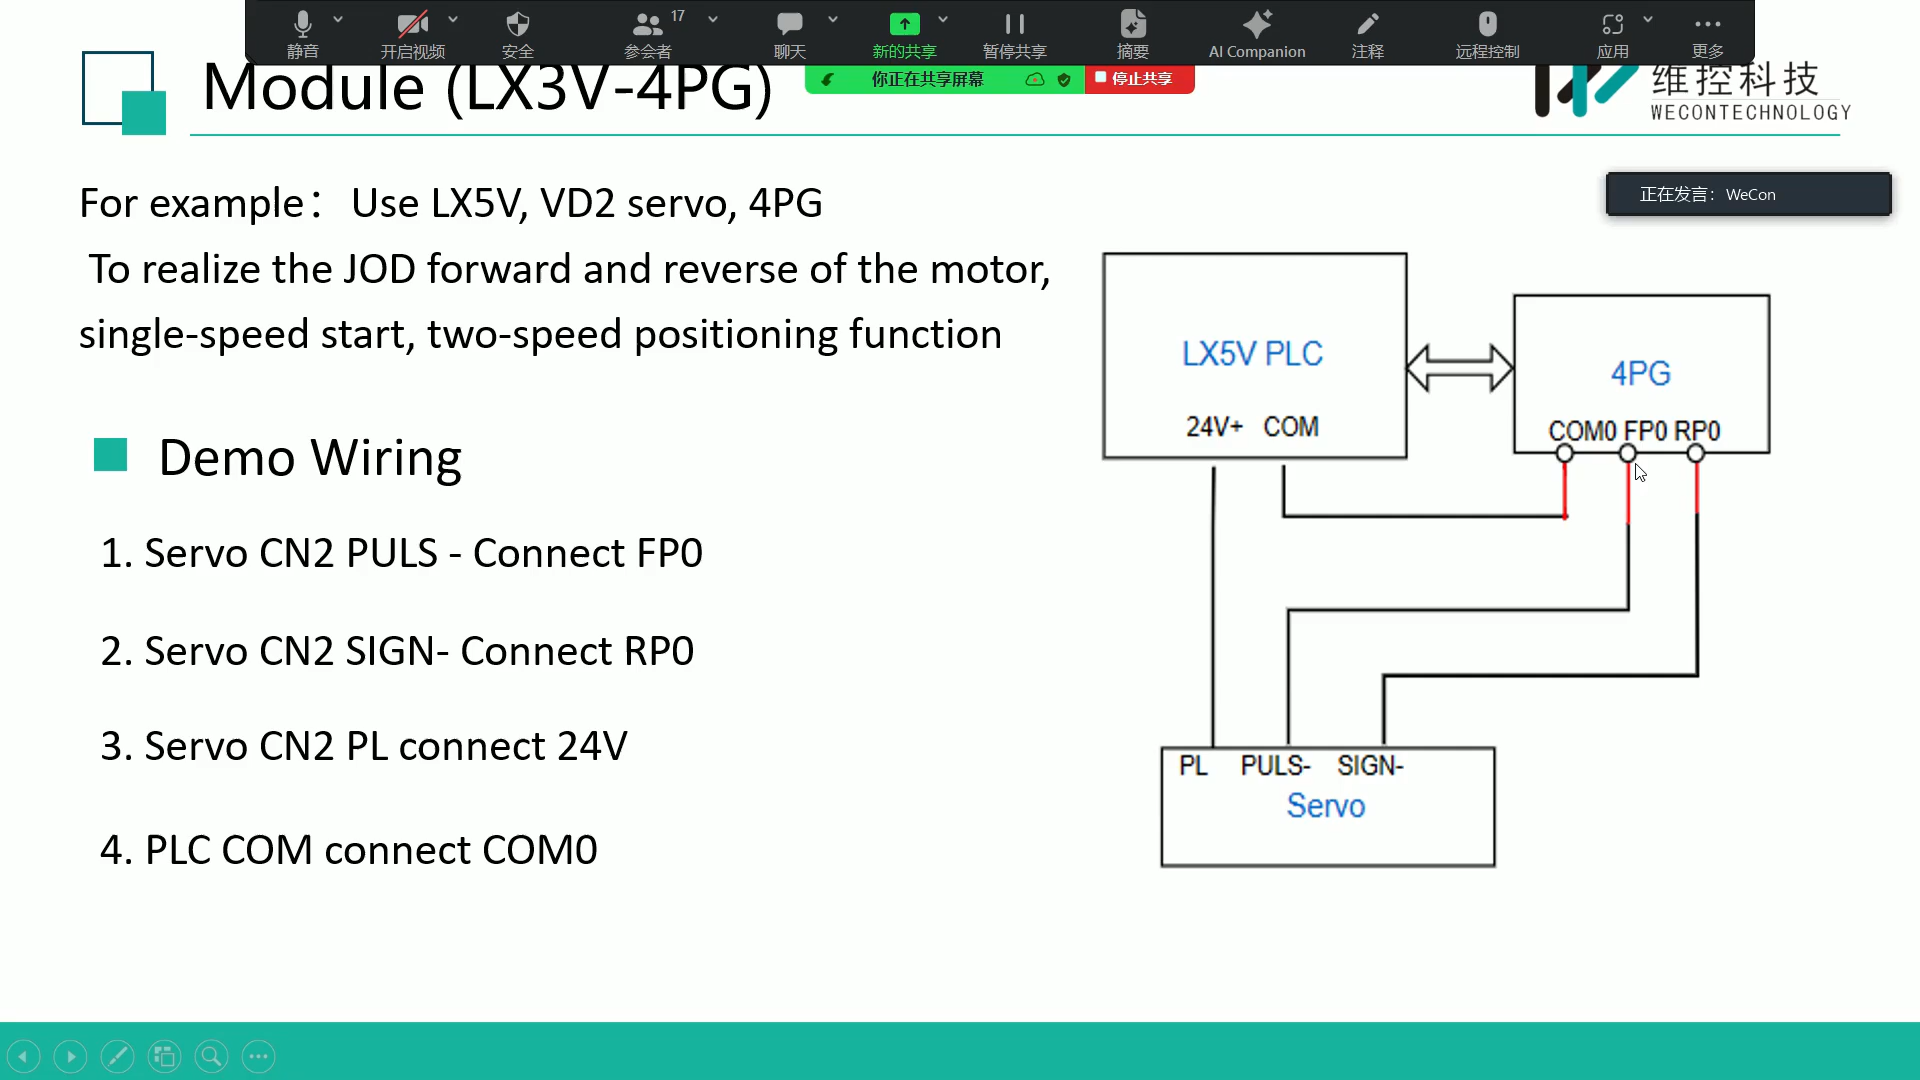 静音
开启视频
安全
17
参会者
聊天
新的共享
暂停共享
摘要
AI Companion
注释
远程控制
应用
更多
你正在共享屏幕
停止共享
Module (LX3V-4PG)
维控科技
WECONTECHNOLOGY
正在发言: WeCon
For example：Use LX5V, VD2 servo, 4PG
To realize the JOD forward and reverse of the motor,
single-speed start, two-speed positioning function
Demo Wiring
1. Servo CN2 PULS - Connect FP0
2. Servo CN2 SIGN- Connect RP0
3. Servo CN2 PL connect 24V
4. PLC COM connect COM0
LX5V PLC
24V+ COM
4PG
COM0 FP0 RP0
PL PULS- SIGN-
Servo